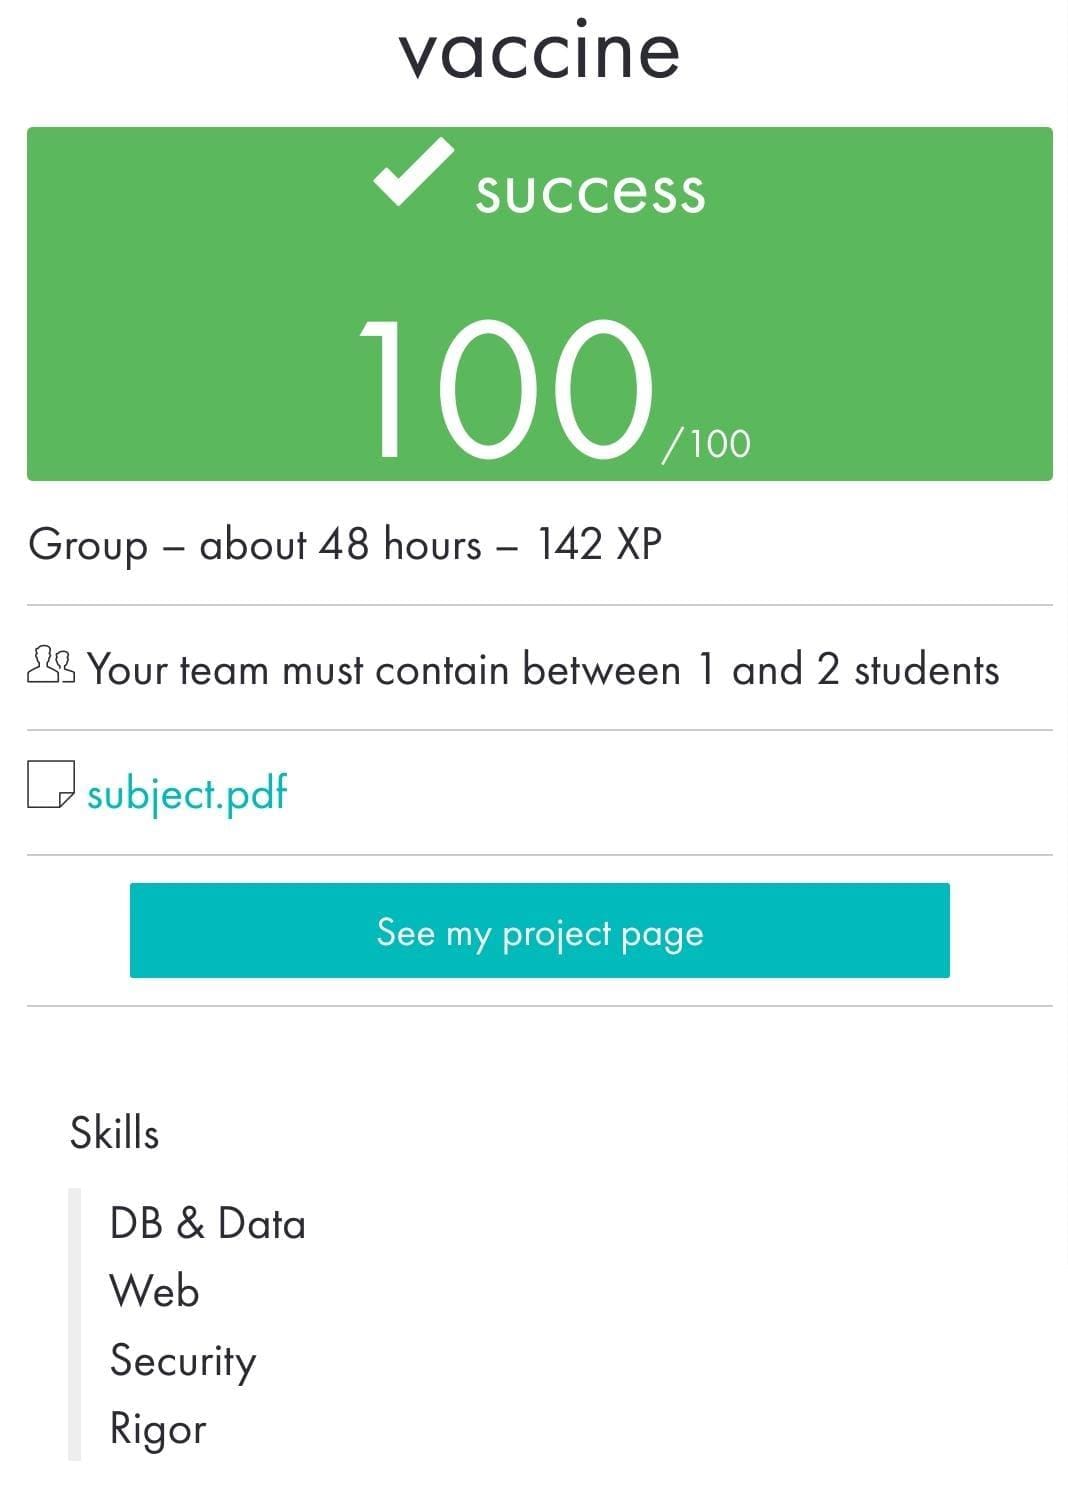 vaccine
success
100/100
Group – about 48 hours – 142 XP
Your team must contain between 1 and 2 students
subject.pdf
See my project page
Skills
DB & Data
Web
Security
Rigor